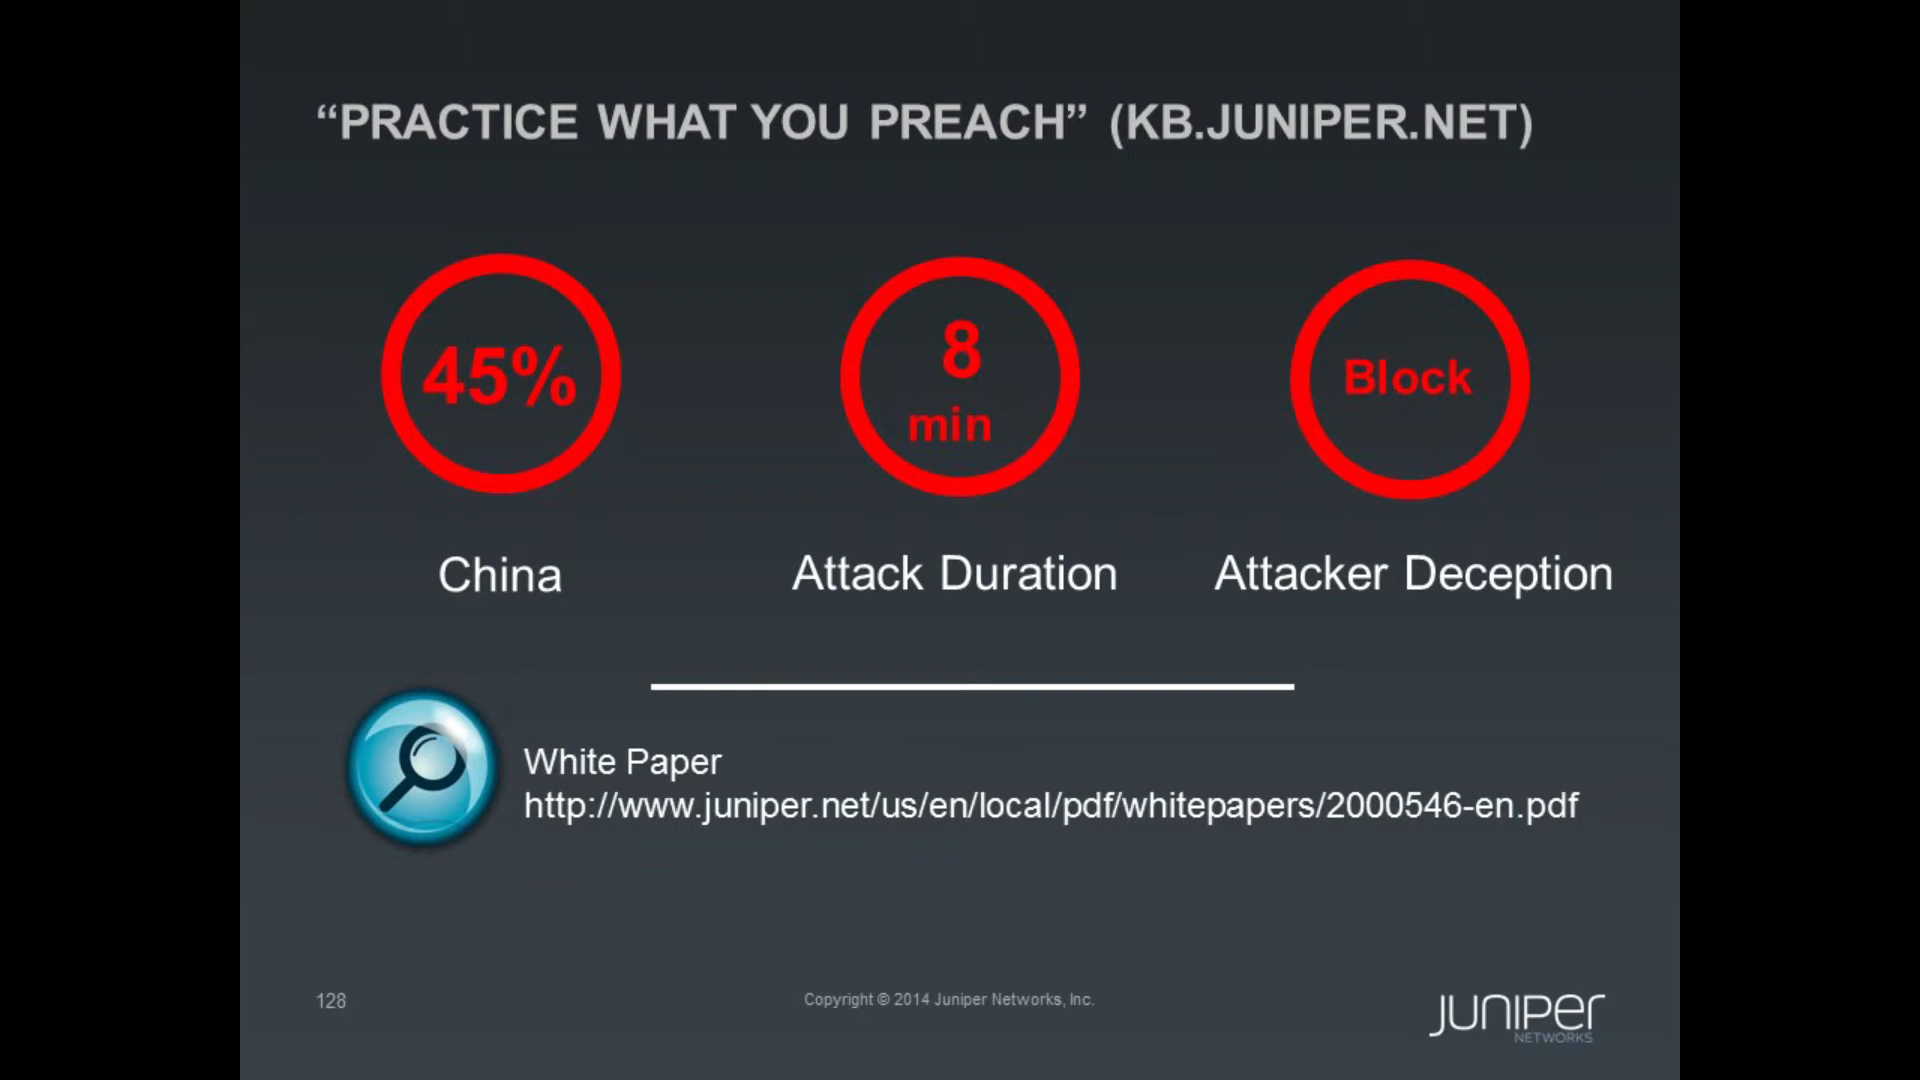 “PRACTICE WHAT YOU PREACH” (KB.JUNIPER.NET)
45%
8
min
Block
China
Attack Duration
Attacker Deception
White Paper
http://www.juniper.net/us/en/local/pdf/whitepapers/2000546-en.pdf
128
Copyright © 2014 Juniper Networks, Inc.
JUNIPER
NETWORKS